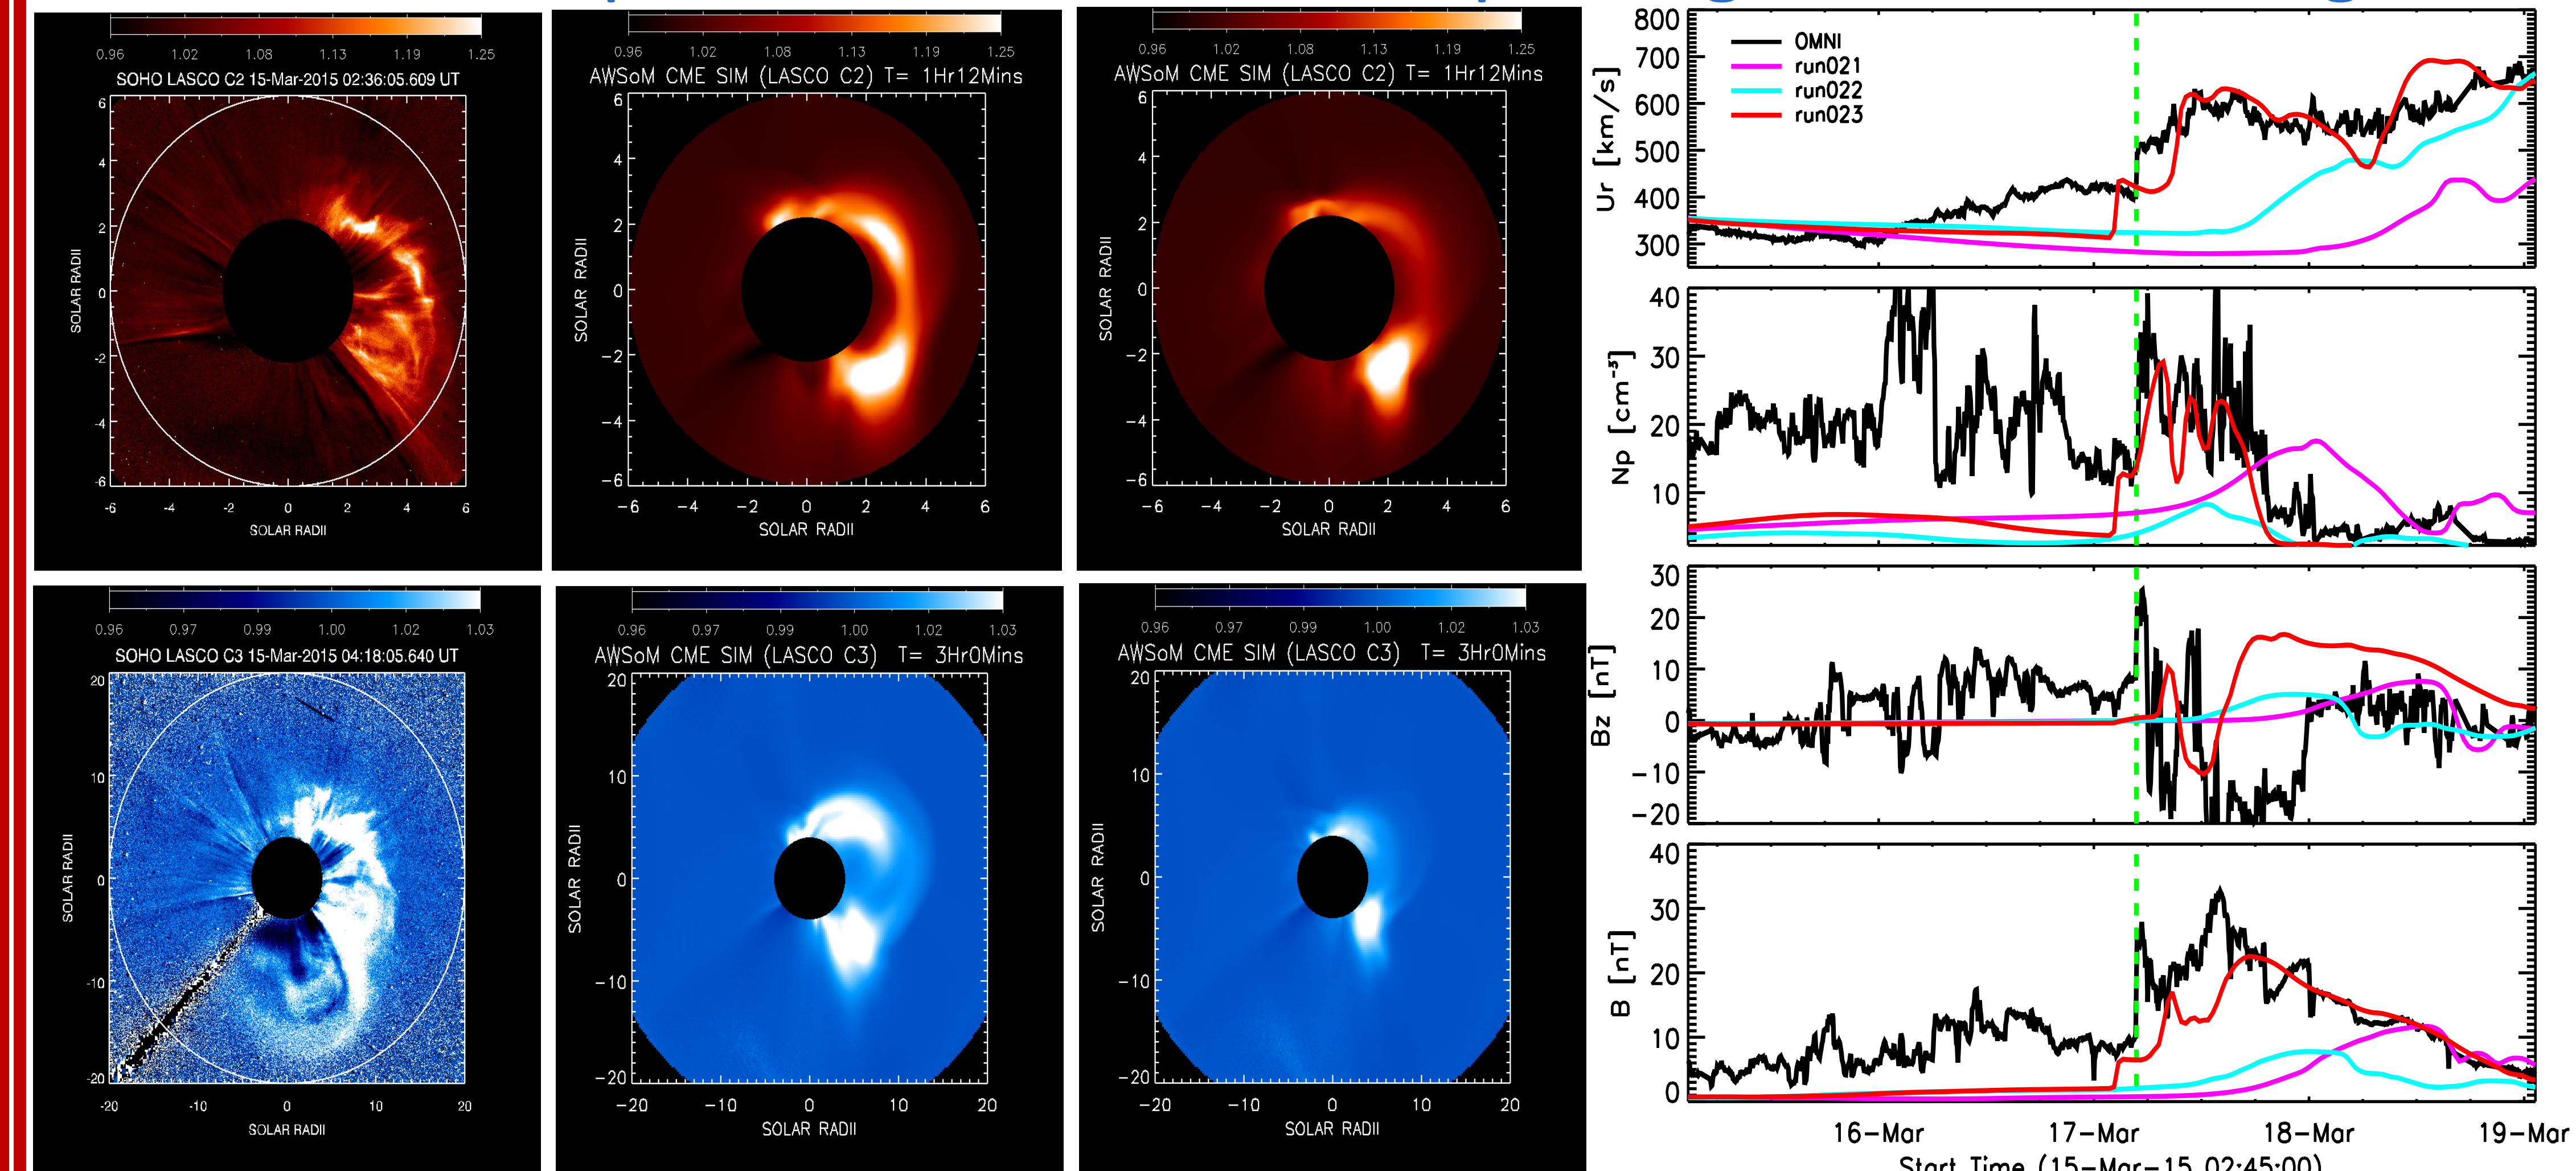 0.96 1.02 1.08 1.13 1.19 1.25
SOHO LASCO C2 15-Mar-2015 02:36:05.609 UT
6
4
2
0
-2
-4
-6
-6 -4 -2 0 2 4 6
SOLAR RADII
SOLAR RADII
0.96 1.02 1.08 1.13 1.19 1.25
AWSoM CME SIM (LASCO C2) T= 1Hr12Mins
6
4
2
0
-2
-4
-6
-6 -4 -2 0 2 4 6
SOLAR RADII
SOLAR RADII
0.96 1.02 1.08 1.13 1.19 1.25
AWSoM CME SIM (LASCO C2) T= 1Hr12Mins
6
4
2
0
-2
-4
-6
-6 -4 -2 0 2 4 6
SOLAR RADII
SOLAR RADII
0.96 0.97 0.99 1.00 1.02 1.03
SOHO LASCO C3 15-Mar-2015 04:18:05.640 UT
20
10
0
-10
-20
-20 -10 0 10 20
SOLAR RADII
SOLAR RADII
0.96 0.97 0.99 1.00 1.02 1.03
AWSoM CME SIM (LASCO C3) T= 3Hr0Mins
20
10
0
-10
-20
-20 -10 0 10 20
SOLAR RADII
SOLAR RADII
0.96 0.97 0.99 1.00 1.02 1.03
AWSoM CME SIM (LASCO C3) T= 3Hr0Mins
20
10
0
-10
-20
-20 -10 0 10 20
SOLAR RADII
SOLAR RADII
OMNI
run021
run022
run023
Ur [km/s]
800
700
600
500
400
300
Np [cm⁻³]
40
30
20
10
Bz [nT]
30
20
10
0
-10
-20
B [nT]
40
30
20
10
0
16-Mar 17-Mar 18-Mar 19-Mar
Start Time (15-Mar-15 02:45:00)